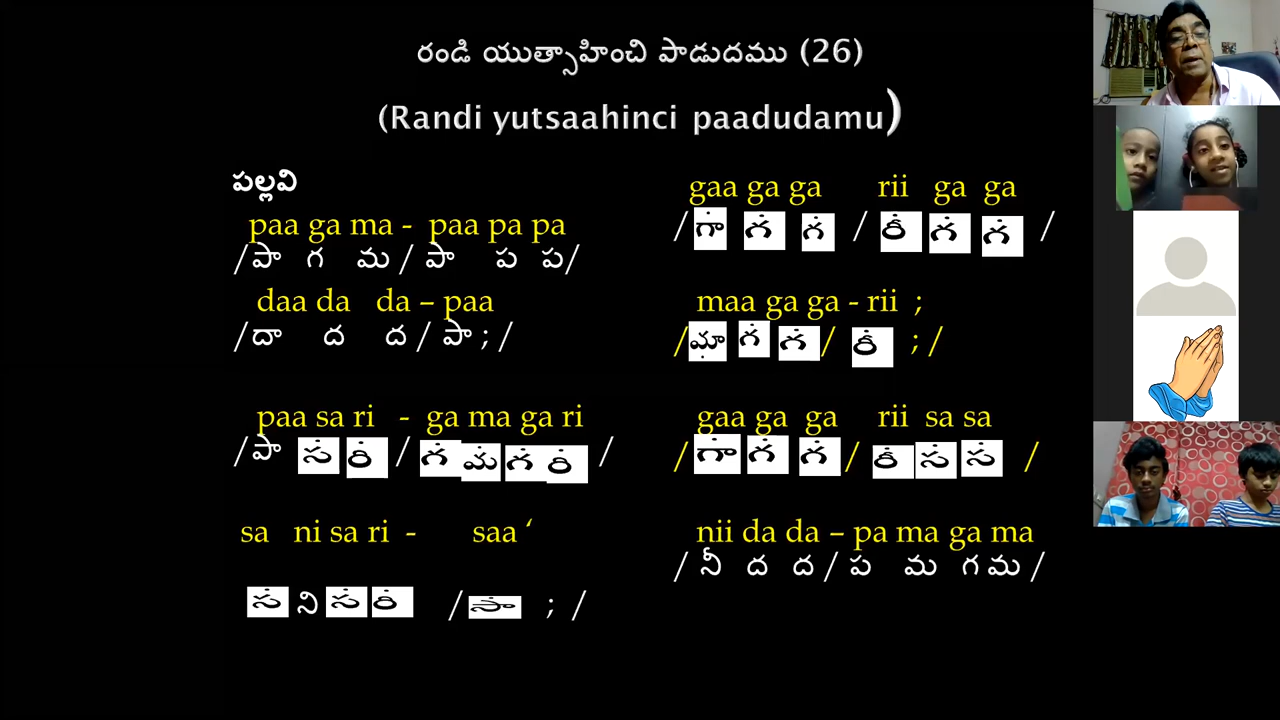 రండి యుత్సాహించి పాడుదము (26)
(Randi yutsaahinci paadudamu)
పల్లవి
paa ga ma - paa pa pa
/పా గ మ / పా ప ప/
daa da da – paa
/దా ద ద / పా ; /
paa sa ri - ga ma ga ri
/పా స̇ రి̇ / గ̇ మ̇ గ̇ రి̇ /
sa ni sa ri - saa ‘
స̇ ని స̇ రి̇ / సా̇ ; /
gaa ga ga rii ga ga
/ గా̇ గ̇ గ̇ / రీ̇ గ̇ గ̇ /
maa ga ga - rii ;
/ మా̇ గ̇ గ̇ / రీ̇ ; /
gaa ga ga rii sa sa
/ గా̇ గ̇ గ̇ / రీ̇ స̇ స̇ /
nii da da – pa ma ga ma
/ నీ ద ద / ప మ గ మ /